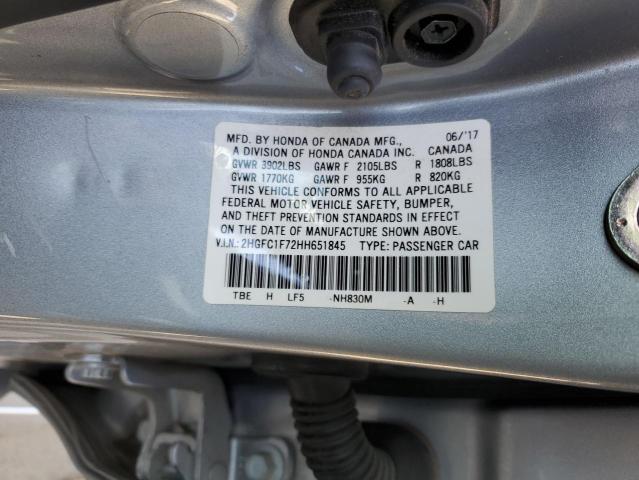 MFD. BY HONDA OF CANADA MFG., 06/'17
A DIVISION OF HONDA CANADA INC. CANADA
GVWR 3902LBS GAWR F 2105LBS R 1808LBS
GVWR 1770KG GAWR F 955KG R 820KG
THIS VEHICLE CONFORMS TO ALL APPLICABLE
FEDERAL MOTOR VEHICLE SAFETY, BUMPER,
AND THEFT PREVENTION STANDARDS IN EFFECT
ON THE DATE OF MANUFACTURE SHOWN ABOVE.
V.I.N.: 2HGFC1F72HH651845 TYPE: PASSENGER CAR
TBE H LF5 -NH830M -A -H